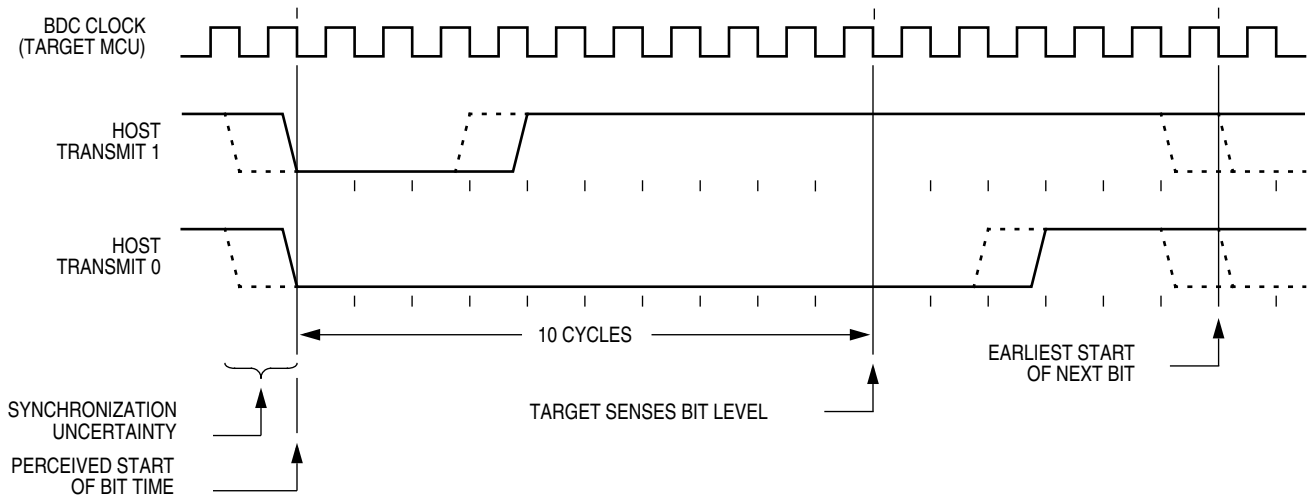 BDC CLOCK
(TARGET MCU)
HOST
TRANSMIT 1
HOST
TRANSMIT 0
10 CYCLES
EARLIEST START
OF NEXT BIT
SYNCHRONIZATION
UNCERTAINTY
TARGET SENSES BIT LEVEL
PERCEIVED START
OF BIT TIME